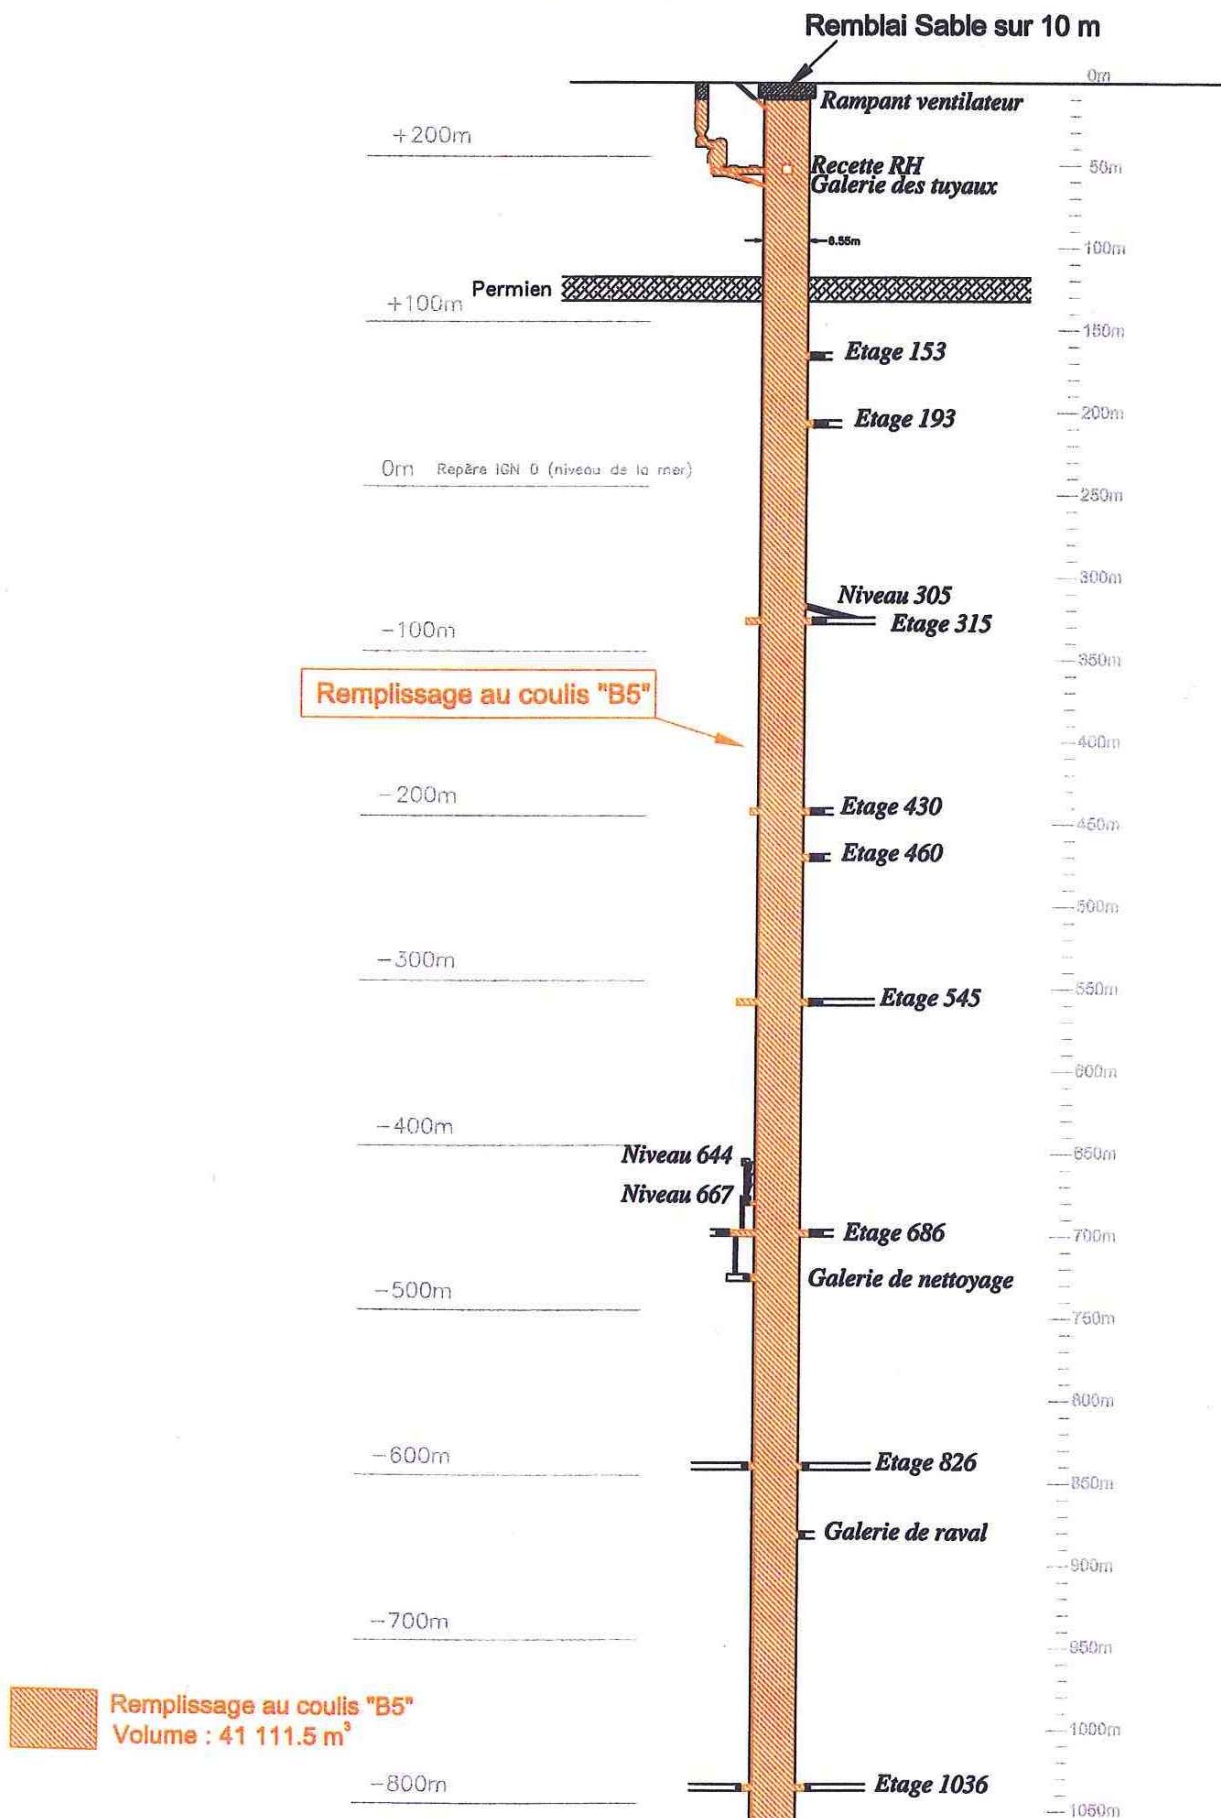 Remblai Sable sur 10 m
0m
Rampant ventilateur
+200m
Recette RH
50m
Galerie des tuyaux
6.55m
100m
Permien
+100m
150m
Etage 153
200m
Etage 193
0m Repère IGN 0 (niveau de la mer)
250m
300m
Niveau 305
Etage 315
-100m
350m
Remplissage au coulis "B5"
400m
-200m
Etage 430
450m
Etage 460
500m
-300m
550m
Etage 545
600m
-400m
Niveau 644
650m
Niveau 667
Etage 686
700m
Galerie de nettoyage
-500m
750m
800m
-600m
Etage 826
850m
Galerie de raval
900m
-700m
950m
Remplissage au coulis "B5"
Volume : 41 111.5 m³
1000m
-800m
Etage 1036
1050m